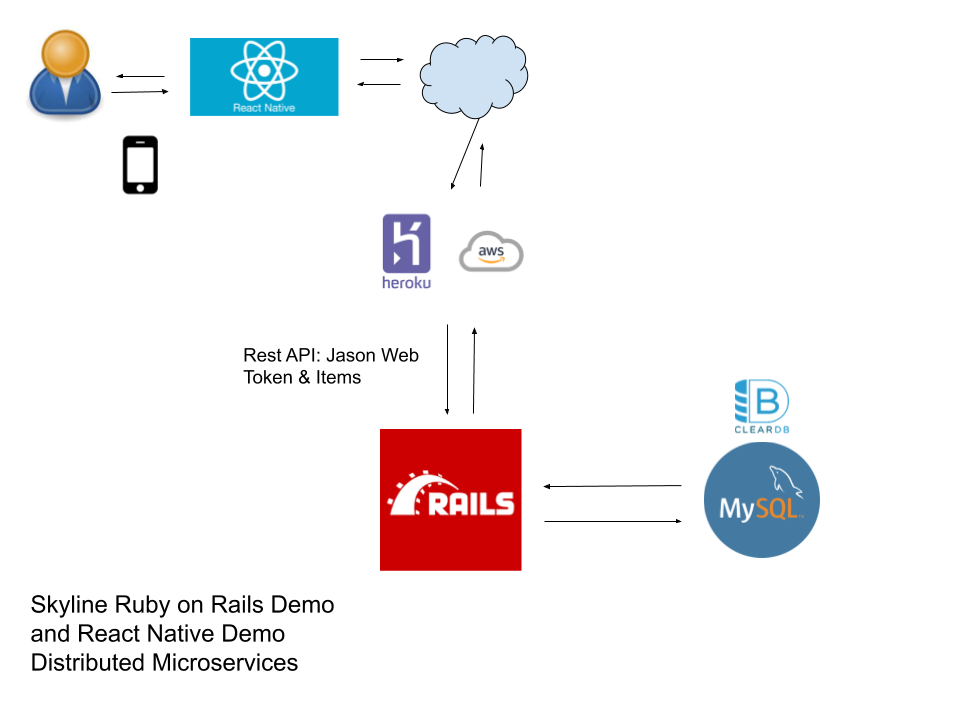 React Native
heroku
aws
Rest API: Jason Web
Token & Items
B
CLEARDB
RAILS
MySQL™
Skyline Ruby on Rails Demo
and React Native Demo
Distributed Microservices